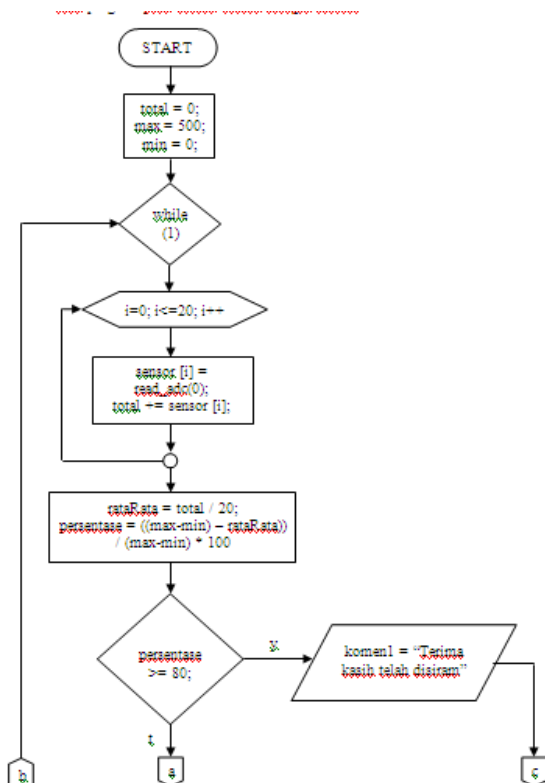 START
total = 0;
max = 500;
min = 0;
while
(1)
i=0; i<=20; i++
sensor [i] =
read_adc(0);
total += sensor [i];
rataRata = total / 20;
persentase = ((max-min) – rataRata))
/ (max-min) * 100
persentase
>= 80;
y
komen1 = “Terima
kasih telah disiram”
t
b
a
c